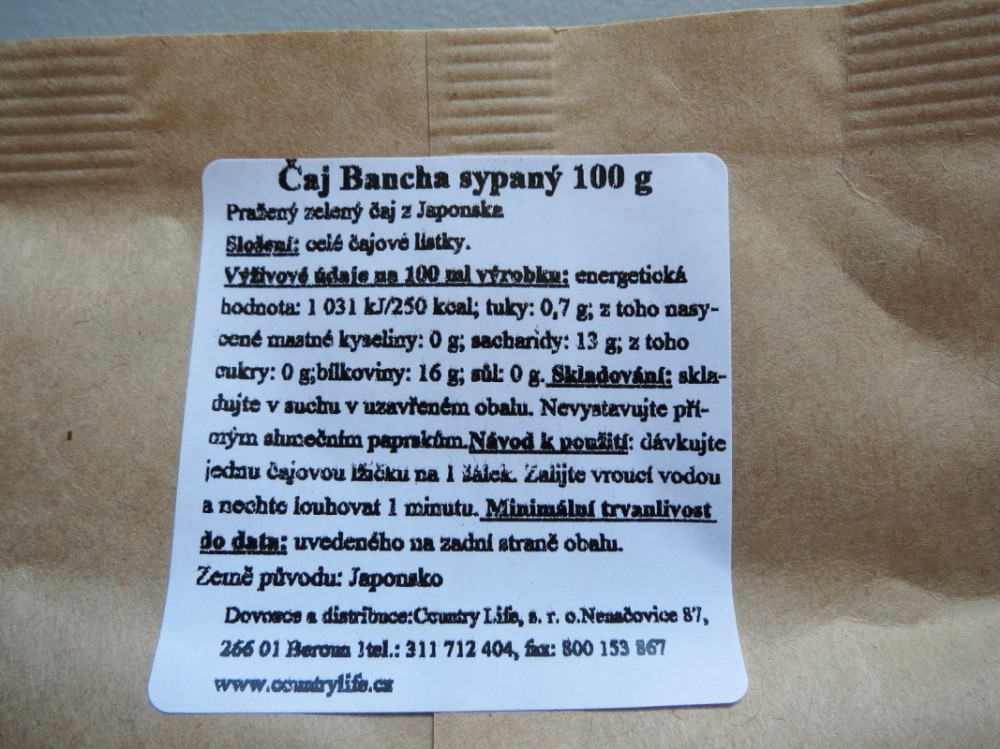 Čaj Bancha sypaný 100 g
Pražený zelený čaj z Japonska
Složení: celé čajové lístky.
Výživové údaje na 100 ml výrobku: energetická
hodnota: 1 031 kJ/250 kcal; tuky: 0,7 g; z toho nasy-
cené mastné kyseliny: 0 g; sacharidy: 13 g; z toho
cukry: 0 g;bílkoviny: 16 g; sůl: 0 g. Skladování: skla-
dujte v suchu v uzavřeném obalu. Nevystavujte pří-
mým slunečním paprskům.Návod k použití: dávkujte
jednu čajovou lžičku na 1 šálek. Zalijte vroucí vodou
a nechte louhovat 1 minutu. Minimální trvanlivost
do data: uvedeného na zadní straně obalu.
Země původu: Japonsko
Dovozce a distribuce:Country Life, s. r. o.Nenačovice 87,
266 01 Beroun 1tel.: 311 712 404, fax: 800 153 867
www.countrylife.cz